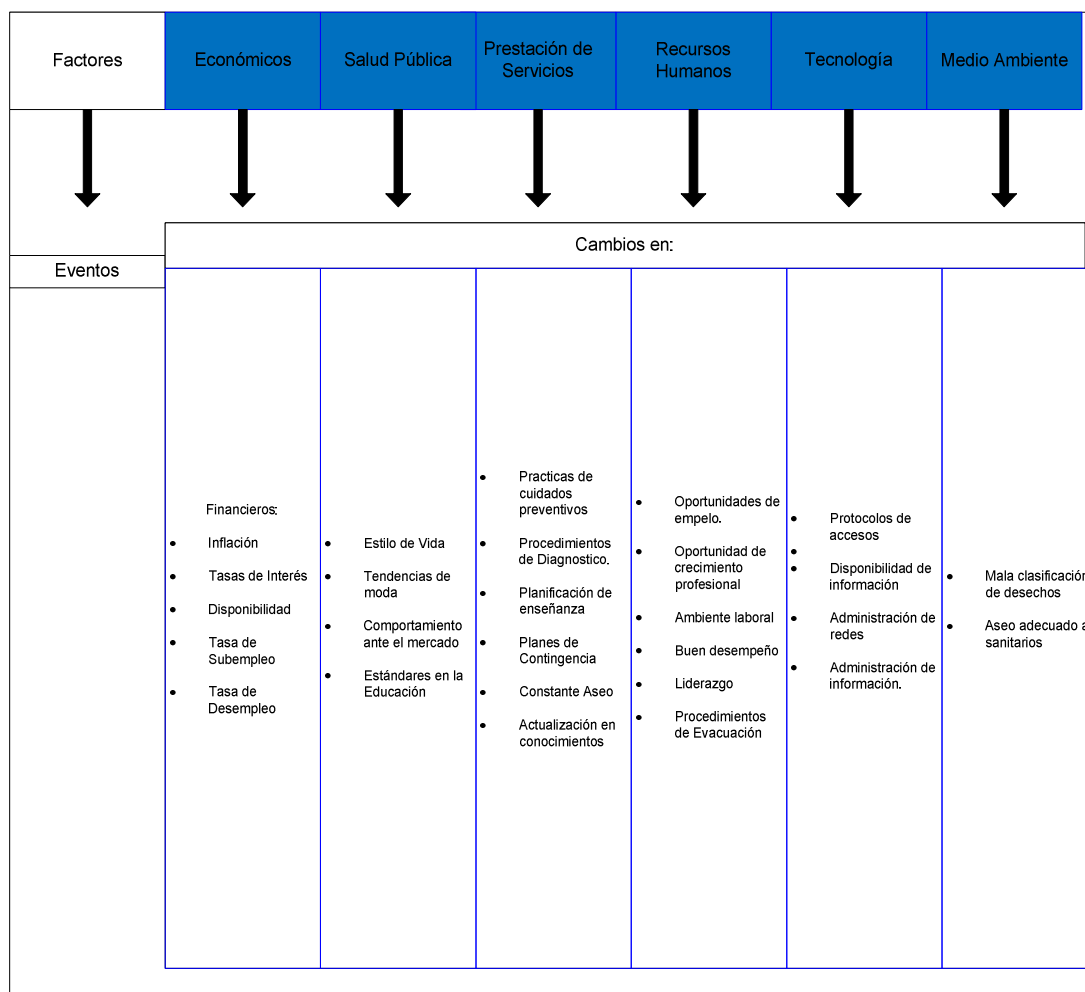 Factores
Económicos
Salud Pública
Prestación de
Servicios
Recursos
Humanos
Tecnología
Medio Ambiente
Cambios en:
Eventos
Financieros:
• Inflación
• Tasas de Interés
• Disponibilidad
• Tasa de
Subempleo
• Tasa de
Desempleo
• Estilo de Vida
• Tendencias de
moda
• Comportamiento
ante el mercado
• Estándares en la
Educación
• Practicas de
cuidados
preventivos
• Procedimientos
de Diagnostico.
• Planificación de
enseñanza
• Planes de
Contingencia
• Constante Aseo
• Actualización en
conocimientos
• Oportunidades de
empelo.
• Oportunidad de
crecimiento
profesional
• Ambiente laboral
• Buen desempeño
• Liderazgo
• Procedimientos
de Evacuación
• Protocolos de
accesos
•
• Disponibilidad de
información
• Administración de
redes
• Administración de
información.
• Mala clasificación
de desechos
• Aseo adecuado a
sanitarios